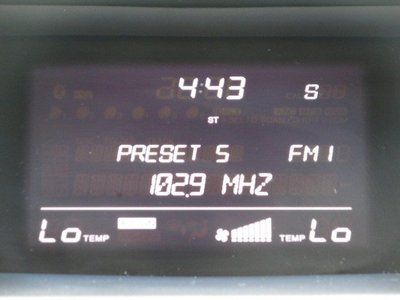 4:43 S
ST
PRESET 5 FM1
102.9 MHZ
Lo TEMP TEMP Lo